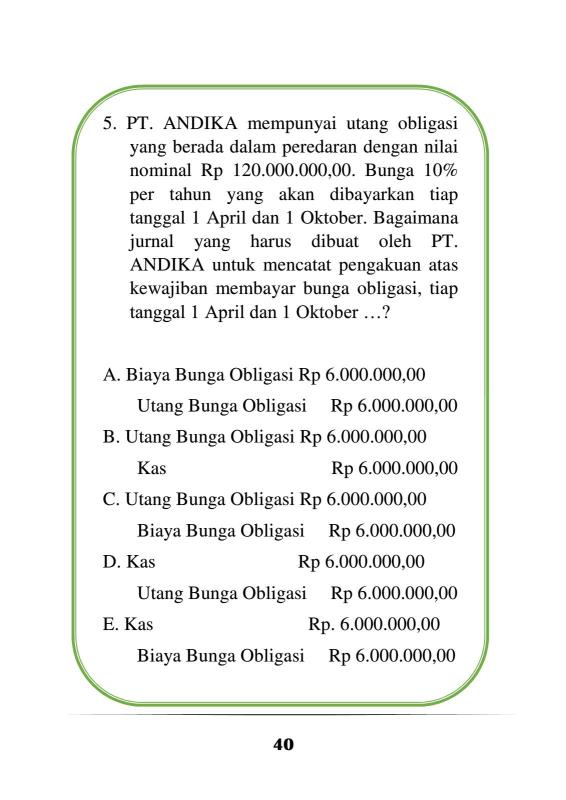 5. PT. ANDIKA mempunyai utang obligasi
yang berada dalam peredaran dengan nilai
nominal Rp 120.000.000,00. Bunga 10%
per tahun yang akan dibayarkan tiap
tanggal 1 April dan 1 Oktober. Bagaimana
jurnal yang harus dibuat oleh PT.
ANDIKA untuk mencatat pengakuan atas
kewajiban membayar bunga obligasi, tiap
tanggal 1 April dan 1 Oktober …?
A. Biaya Bunga Obligasi Rp 6.000.000,00
Utang Bunga Obligasi Rp 6.000.000,00
B. Utang Bunga Obligasi Rp 6.000.000,00
Kas Rp 6.000.000,00
C. Utang Bunga Obligasi Rp 6.000.000,00
Biaya Bunga Obligasi Rp 6.000.000,00
D. Kas Rp 6.000.000,00
Utang Bunga Obligasi Rp 6.000.000,00
E. Kas Rp. 6.000.000,00
Biaya Bunga Obligasi Rp 6.000.000,00
40